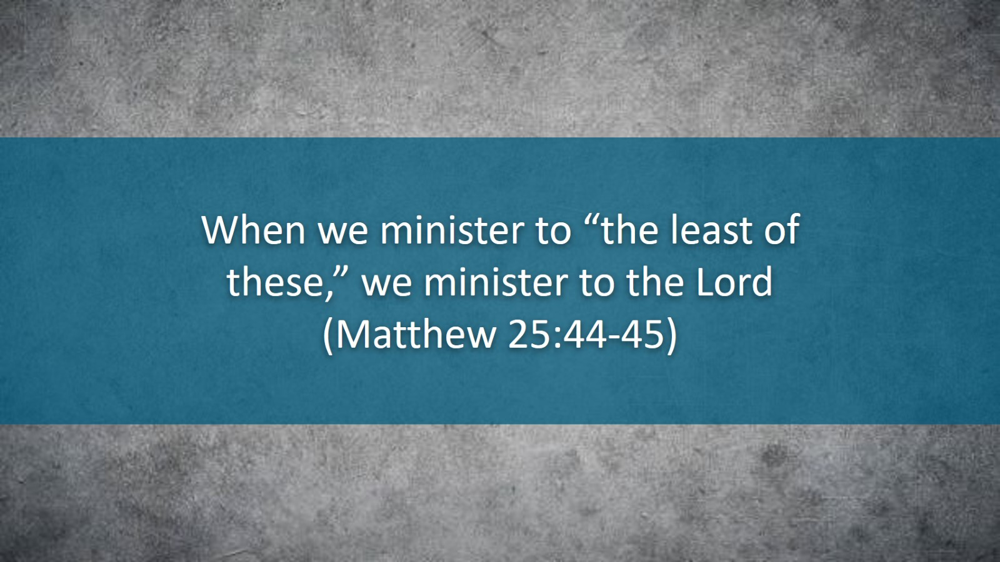 When we minister to “the least of
these,” we minister to the Lord
(Matthew 25:44-45)